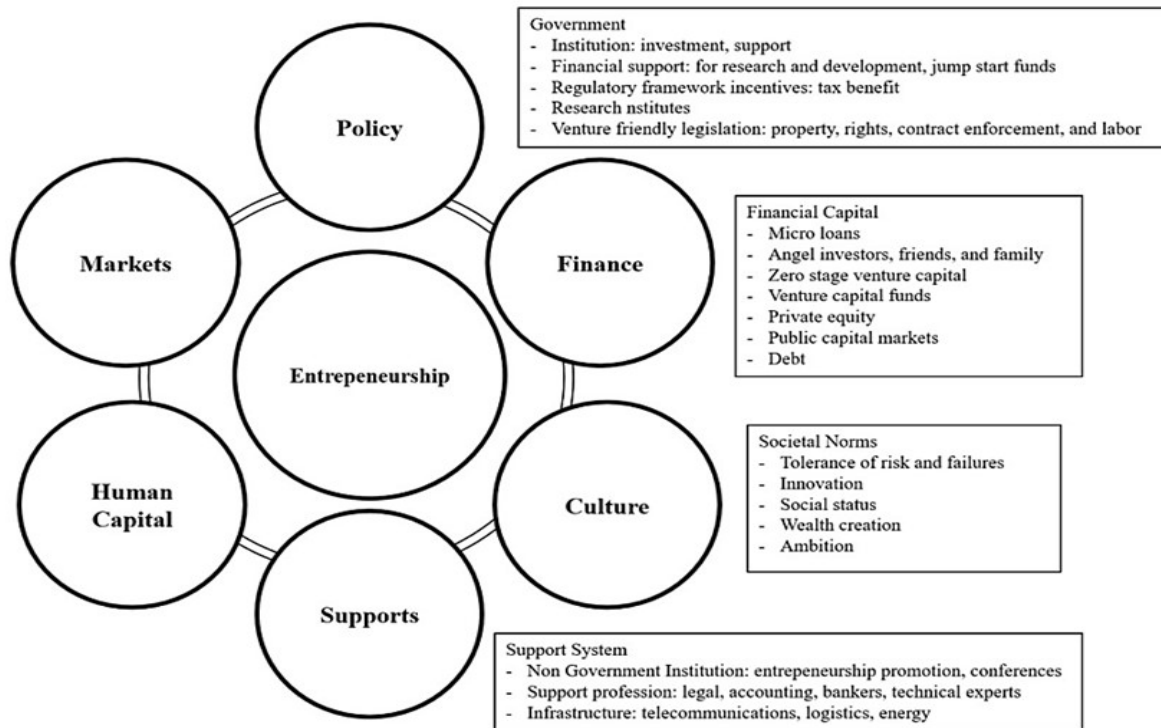 Policy
Markets
Finance
Entrepeneurship
Human
Capital
Culture
Supports
Government
- Institution: investment, support
- Financial support: for research and development, jump start funds
- Regulatory framework incentives: tax benefit
- Research nstitutes
- Venture friendly legislation: property, rights, contract enforcement, and labor
Financial Capital
- Micro loans
- Angel investors, friends, and family
- Zero stage venture capital
- Venture capital funds
- Private equity
- Public capital markets
- Debt
Societal Norms
- Tolerance of risk and failures
- Innovation
- Social status
- Wealth creation
- Ambition
Support System
- Non Government Institution: entrepeneurship promotion, conferences
- Support profession: legal, accounting, bankers, technical experts
- Infrastructure: telecommunications, logistics, energy